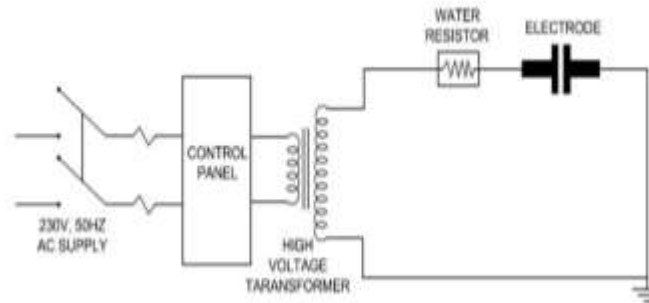 WATER
RESISTOR
ELECTRODE
CONTROL
PANEL
230V, 50HZ
AC SUPPLY
HIGH
VOLTAGE
TARANSFORMER